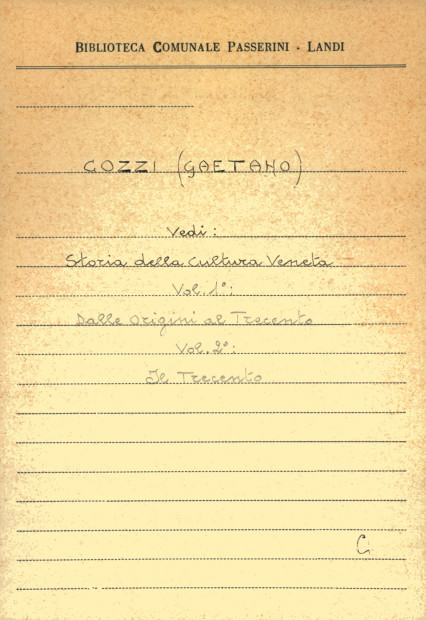 BIBLIOTECA COMUNALE PASSERINI - LANDI
COZZI (GAETANO)
Vedi:
Storia della Cultura Veneta
Vol. 1°:
Dalle Origini al Trecento
Vol. 2°:
Il Trecento
C